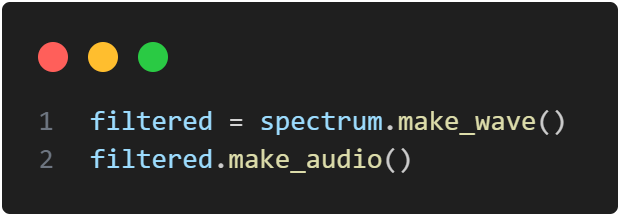 1 filtered = spectrum.make_wave()
2 filtered.make_audio()